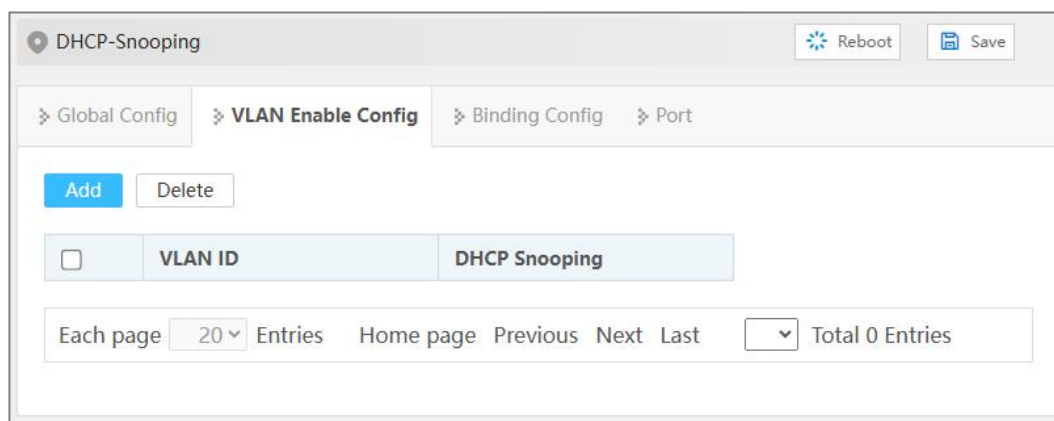 DHCP-Snooping Reboot Save
Global Config VLAN Enable Config Binding Config Port
Add Delete
VLAN ID DHCP Snooping
Each page 20 Entries Home page Previous Next Last Total 0 Entries